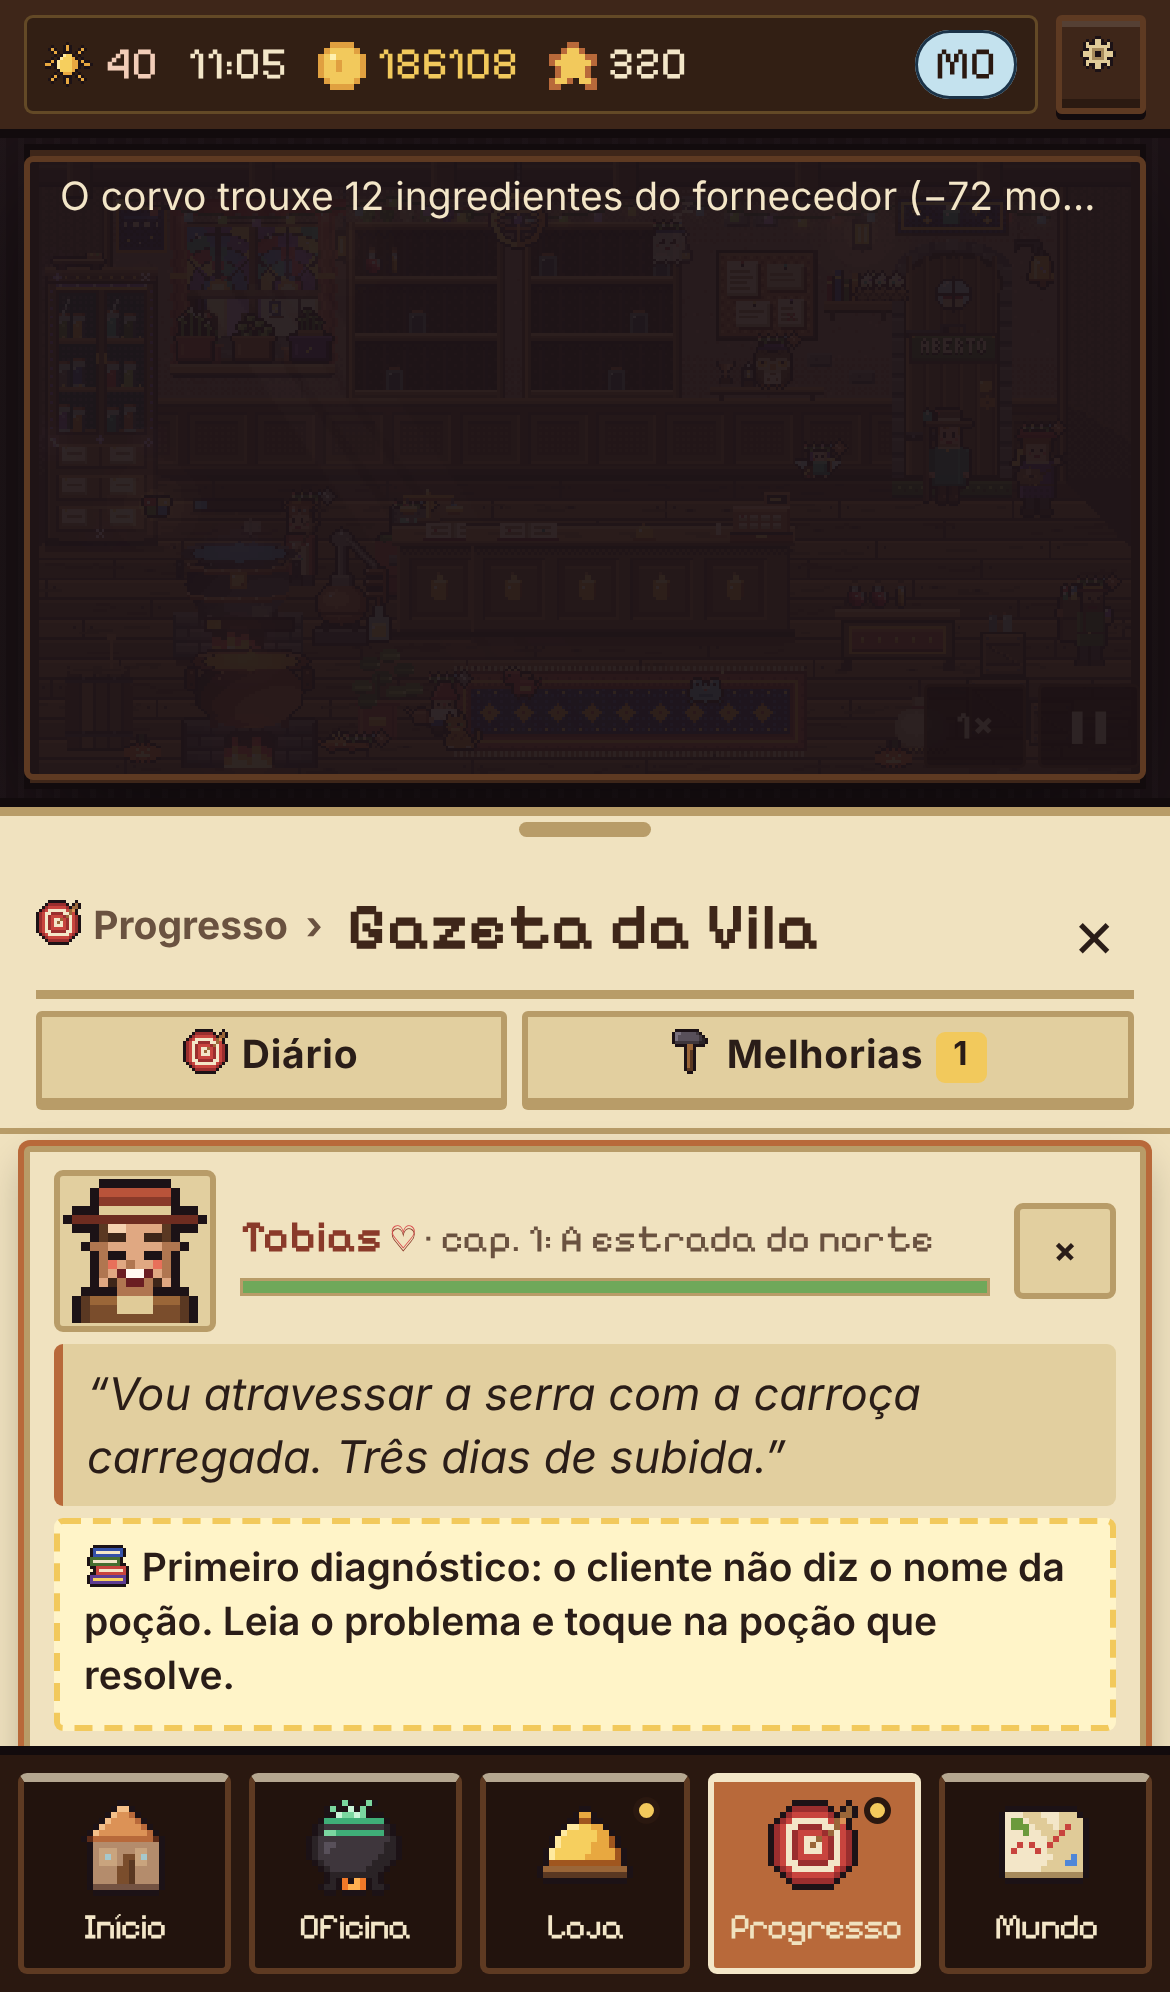 40 11:05 186108 320 MO
O corvo trouxe 12 ingredientes do fornecedor (−72 mo...
ABERTO
1×
Progresso › Gazeta da Vila ×
Diário
Melhorias 1
Tobias ♡ · cap. 1: A estrada do norte
×
“Vou atravessar a serra com a carroça
carregada. Três dias de subida.”
Primeiro diagnóstico: o cliente não diz o nome da
poção. Leia o problema e toque na poção que
resolve.
Início
Oficina
Loja
Progresso
Mundo